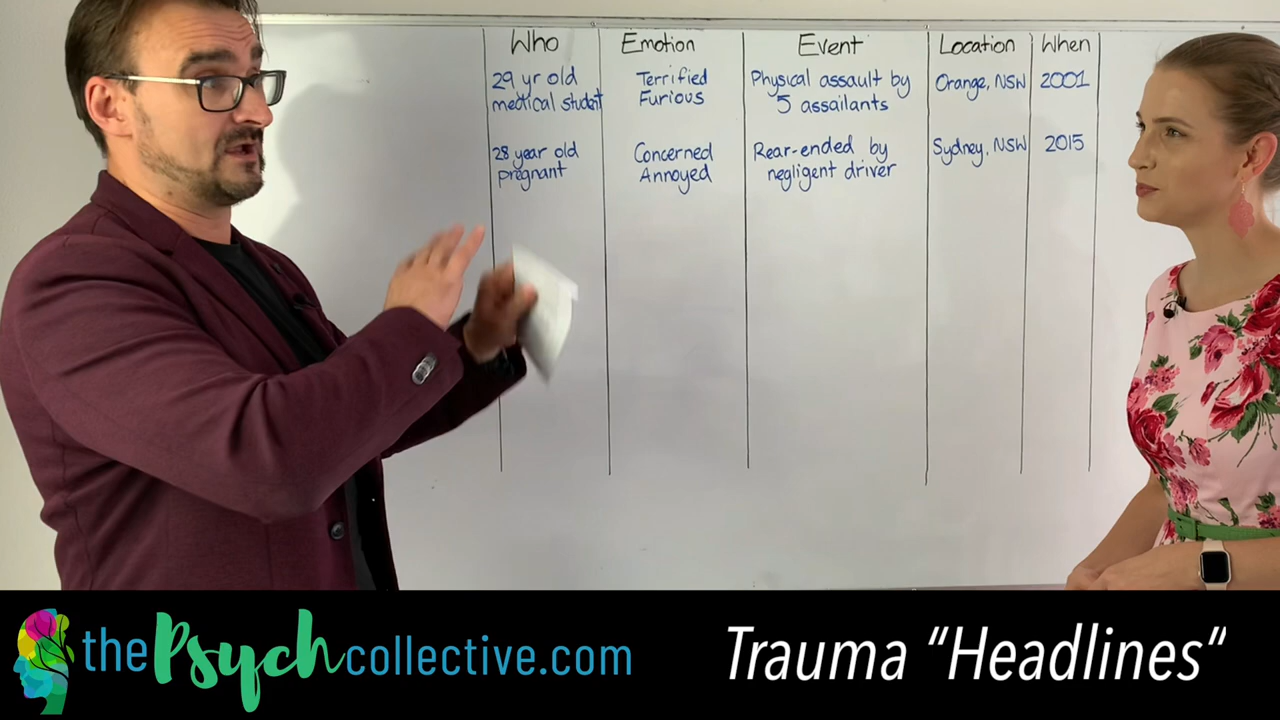 Who Emotion Event Location When
29 yr old Terrified Physical assault by Orange, NSW 2001
medical student Furious 5 assailants
28 year old Concerned Rear-ended by Sydney, NSW 2015
pregnant Annoyed negligent driver
thePsychcollective.com Trauma “Headlines“